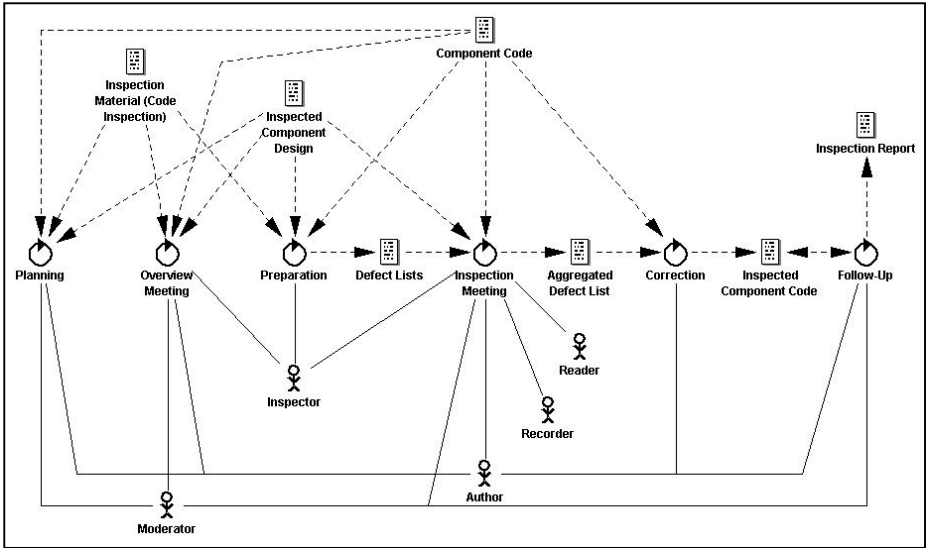 Component Code
Inspection
Material (Code
Inspection)
Inspected
Component
Design
Inspection Report
Planning
Overview
Meeting
Preparation
Defect Lists
Inspection
Meeting
Aggregated
Defect List
Correction
Inspected
Component Code
Follow-Up
Reader
Inspector
Recorder
Author
Moderator